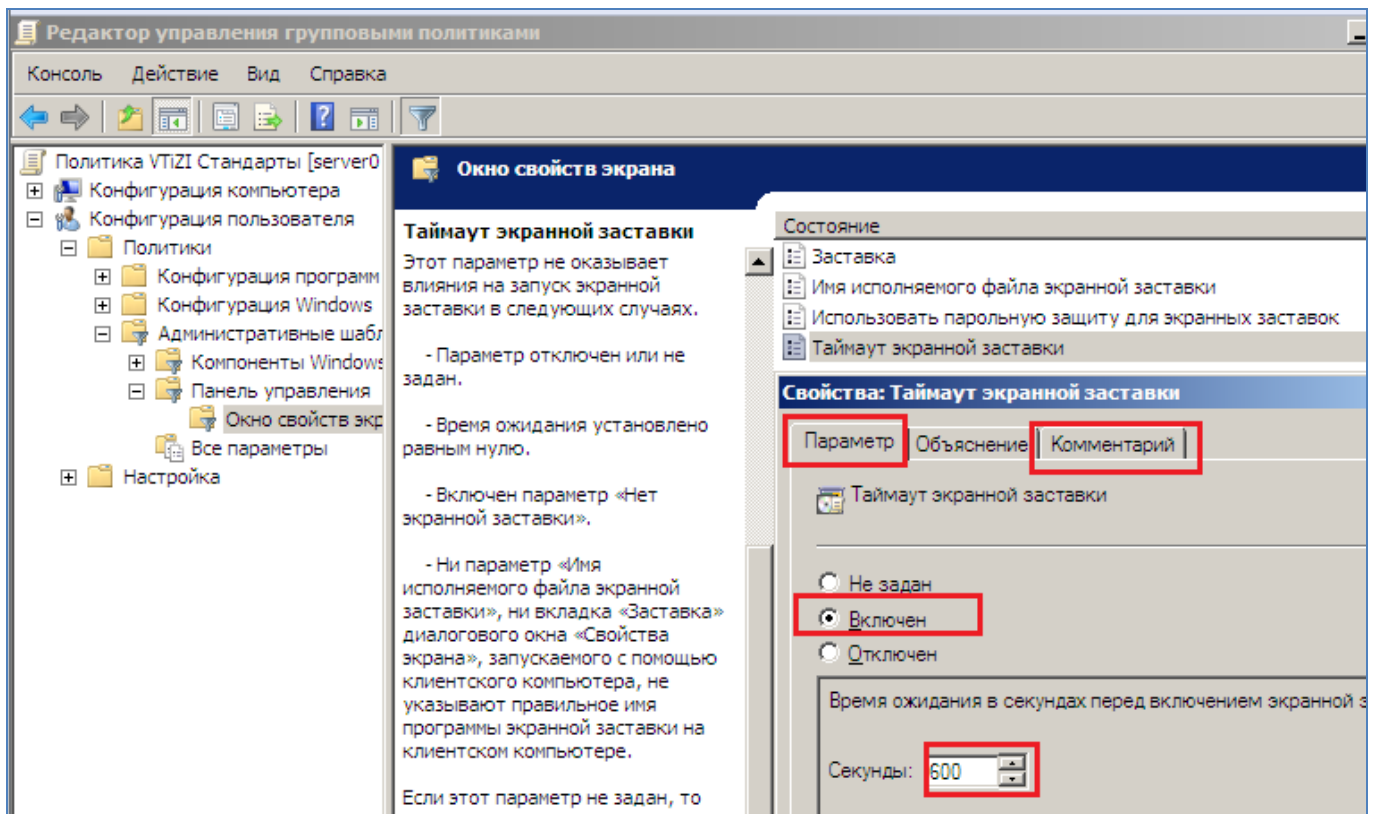 Редактор управления групповыми политиками
Консоль Действие Вид Справка
Политика VTiZI Стандарты [server0
Конфигурация компьютера
Конфигурация пользователя
Политики
Конфигурация программ
Конфигурация Windows
Административные шабл
Компоненты Windows
Панель управления
Окно свойств экр
Все параметры
Настройка
Окно свойств экрана
Таймаут экранной заставки
Этот параметр не оказывает
влияния на запуск экранной
заставки в следующих случаях.
- Параметр отключен или не
задан.
- Время ожидания установлено
равным нулю.
- Включен параметр «Нет
экранной заставки».
- Ни параметр «Имя
исполняемого файла экранной
заставки», ни вкладка «Заставка»
диалогового окна «Свойства
экрана», запускаемого с помощью
клиентского компьютера, не
указывают правильное имя
программы экранной заставки на
клиентском компьютере.
Если этот параметр не задан, то
Состояние
Заставка
Имя исполняемого файла экранной заставки
Использовать парольную защиту для экранных заставок
Таймаут экранной заставки
Свойства: Таймаут экранной заставки
Параметр Объяснение Комментарий
Таймаут экранной заставки
Не задан
Включен
Отключен
Время ожидания в секундах перед включением экранной з
Секунды: 600